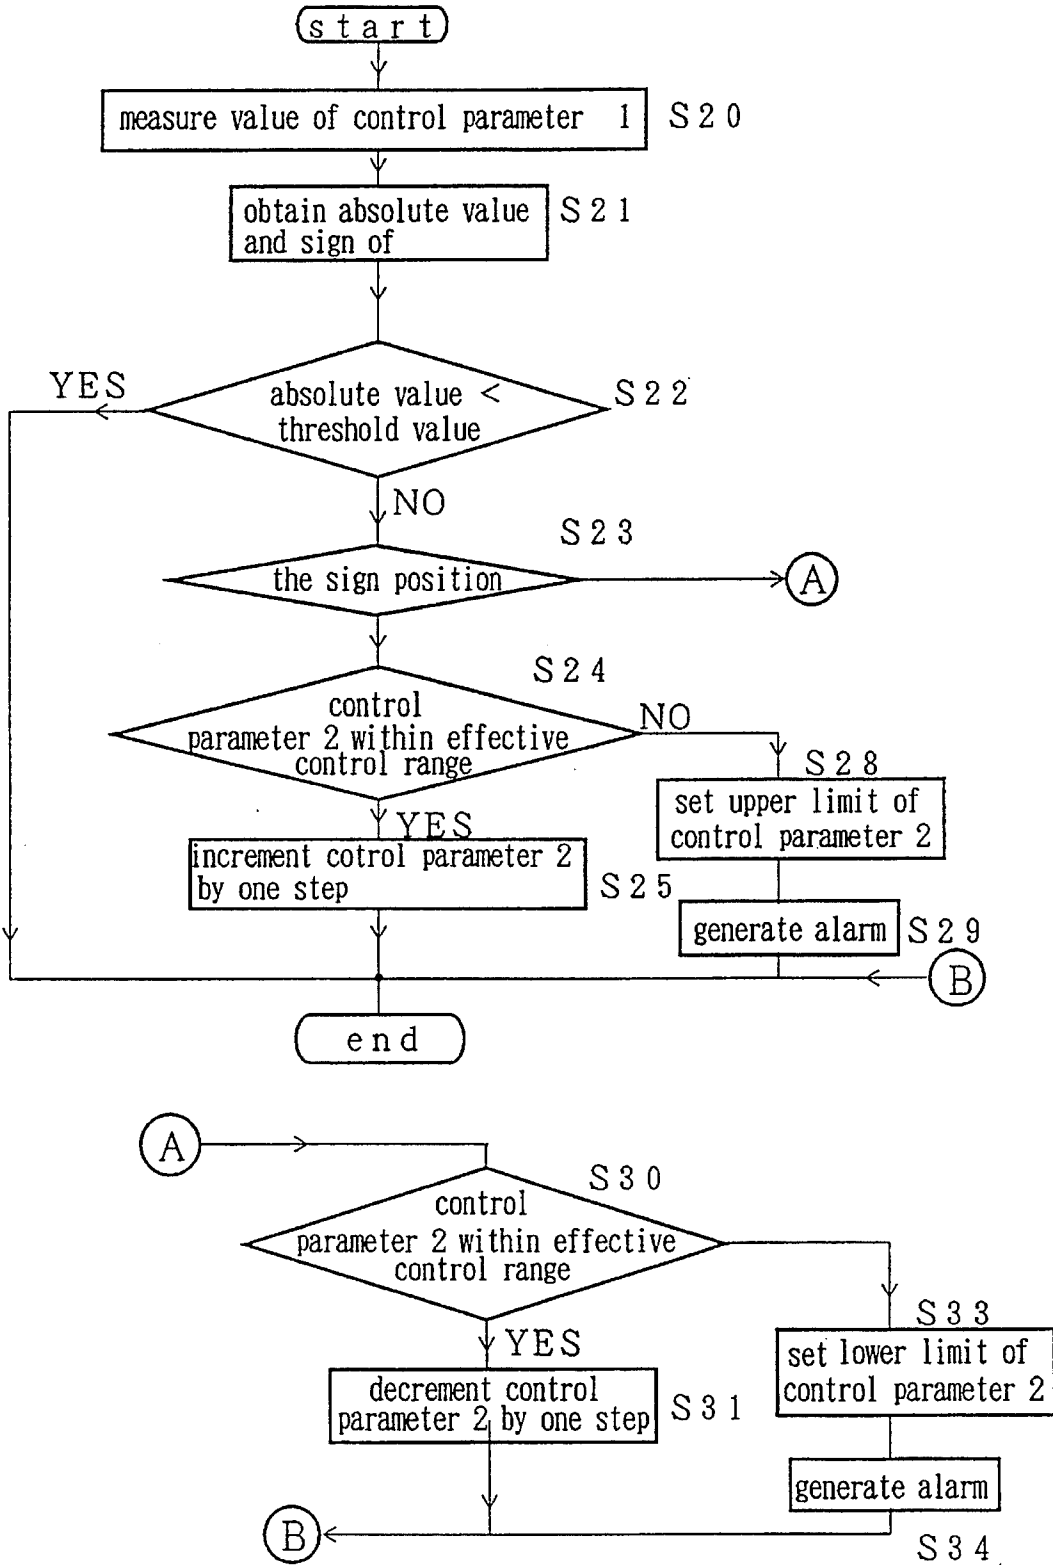 start
measure value of control parameter 1
S20
obtain absolute value
and sign of
S21
YES
absolute value <
threshold value
S22
NO
S23
the sign position
A
S24
control
parameter 2 within effective
control range
NO
S28
set upper limit of
control parameter 2
YES
increment cotrol parameter 2
by one step
S25
generate alarm
S29
B
end
A
S30
control
parameter 2 within effective
control range
S33
set lower limit of
control parameter 2
YES
decrement control
parameter 2 by one step
S31
generate alarm
B
S34